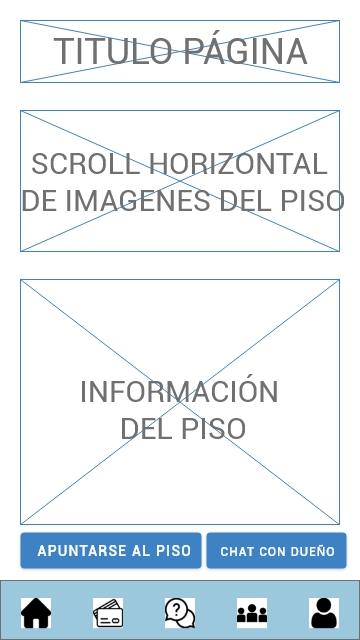 TITULO PÁGINA
SCROLL HORIZONTAL
DE IMAGENES DEL PISO
INFORMACIÓN
DEL PISO
APUNTARSE AL PISO
CHAT CON DUEÑO
?